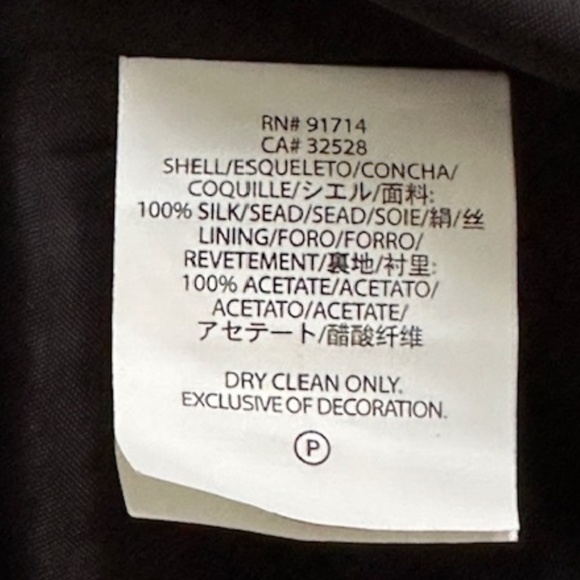 RN# 91714
CA# 32528
SHELL/ESQUELETO/CONCHA/
COQUILLE/シエル/面料:
100% SILK/SEAD/SEAD/SOIE/絹/丝
LINING/FORO/FORRO/
REVETEMENT/裏地/衬里:
100% ACETATE/ACETATO/
ACETATO/ACETATE/
アセテート/醋酸纤维
DRY CLEAN ONLY.
EXCLUSIVE OF DECORATION.
P